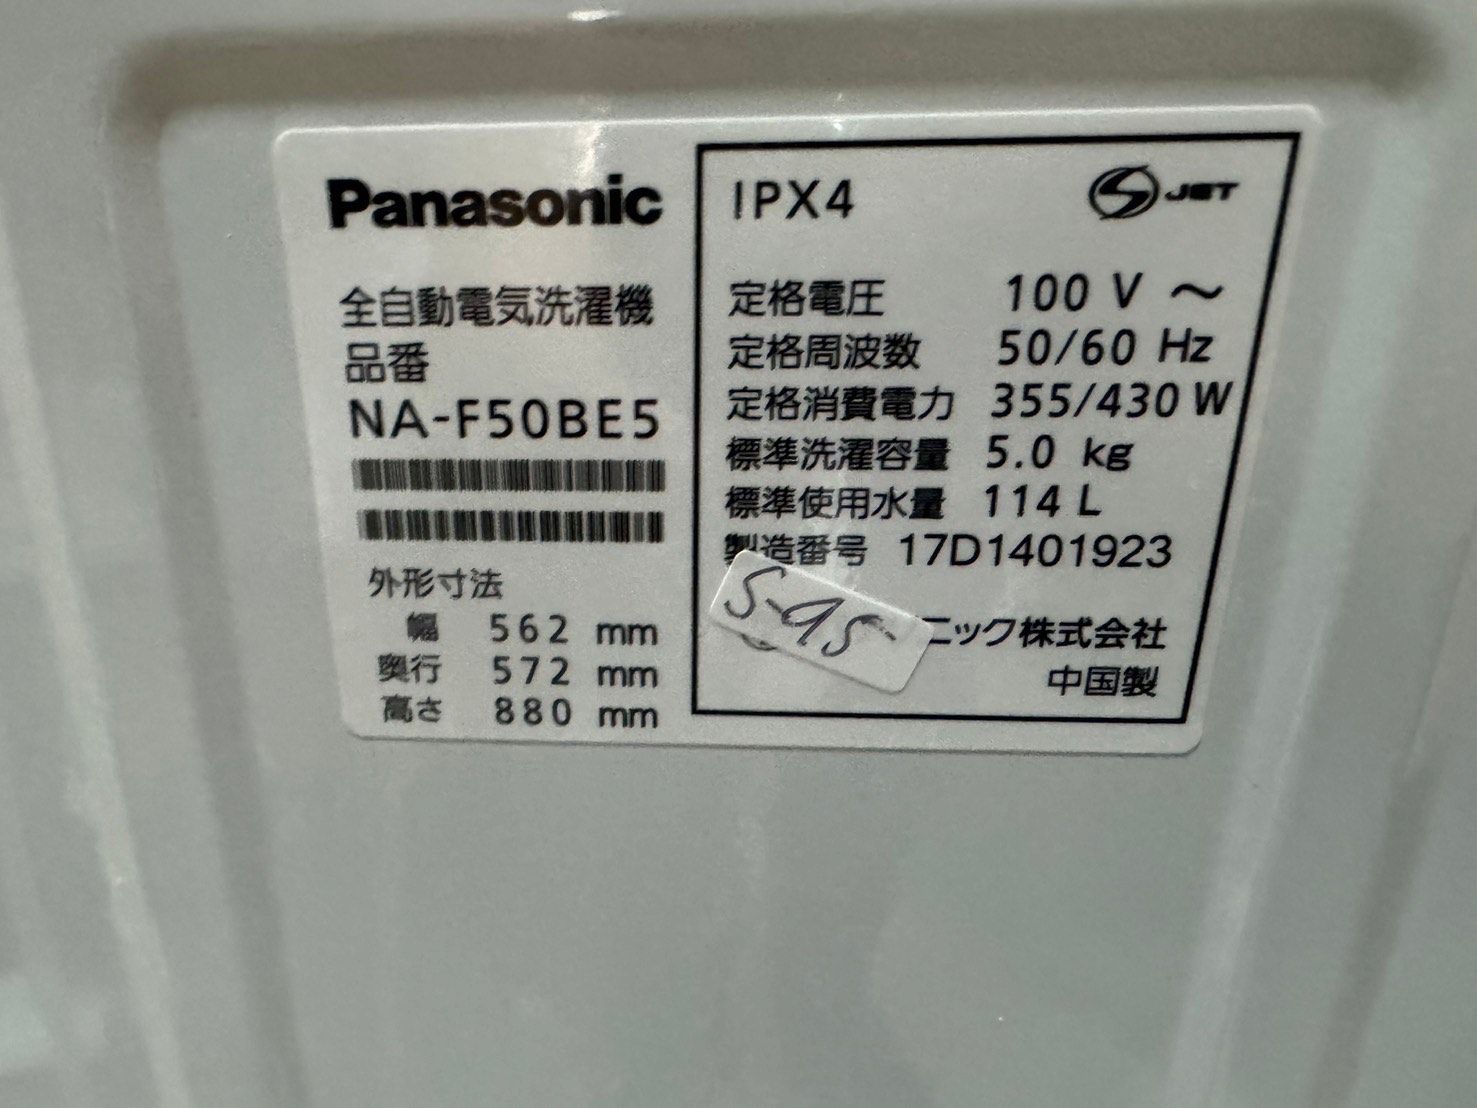 Panasonic
全自動電気洗濯機
品番
NA-F50BE5
外形寸法
幅 562 mm
奥行 572 mm
高さ 880 mm
IPX4
S JET
定格電圧 100 V ～
定格周波数 50/60 Hz
定格消費電力 355/430 W
標準洗濯容量 5.0 kg
標準使用水量 114 L
製造番号 17D1401923
S-95
ニック株式会社
中国製